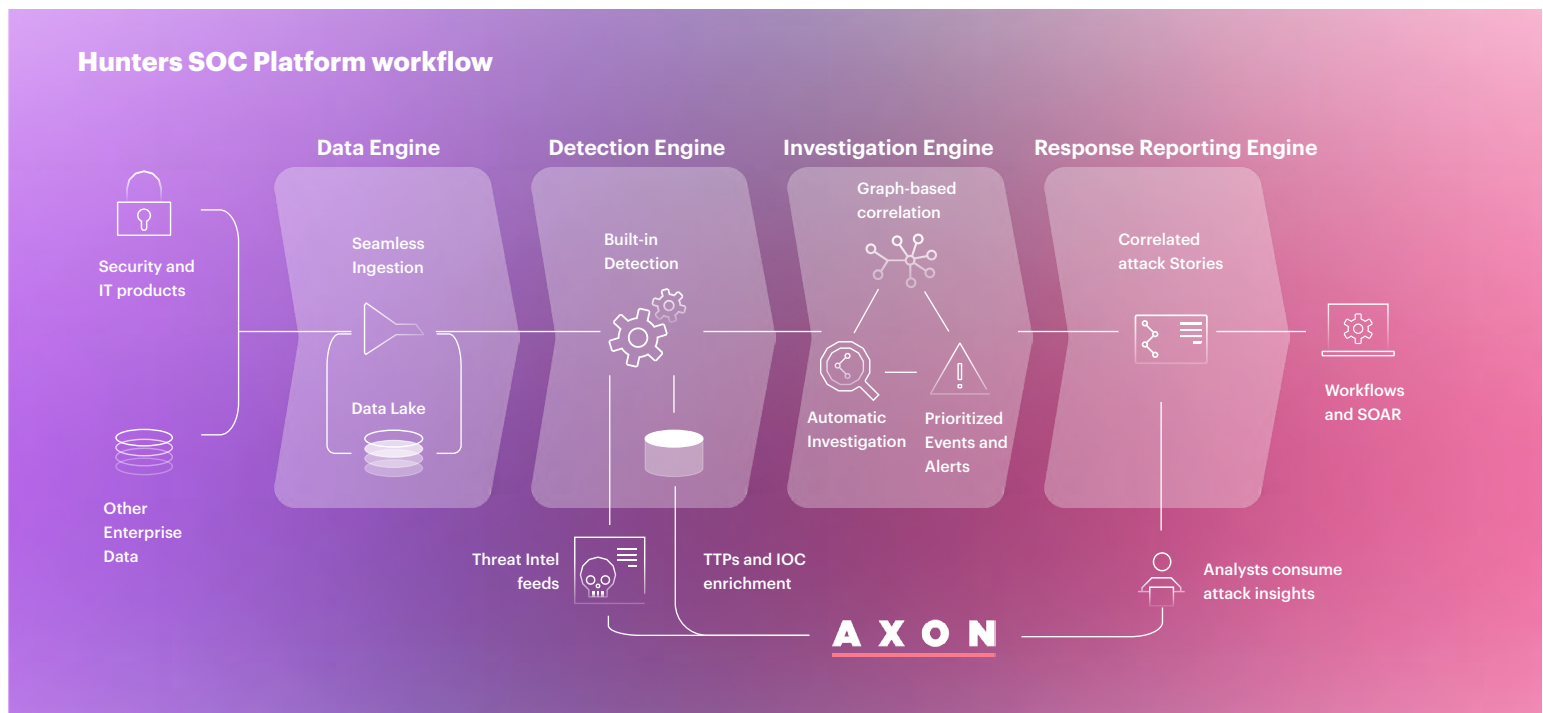 Hunters SOC Platform workflow
Data Engine
Detection Engine
Investigation Engine
Response Reporting Engine
Security and
IT products
Other
Enterprise
Data
Seamless
Ingestion
Data Lake
Built-in
Detection
Threat Intel
feeds
TTPs and IOC
enrichment
Graph-based
correlation
Automatic
Investigation
Prioritized
Events and
Alerts
Correlated
attack Stories
Workflows
and SOAR
Analysts consume
attack insights
AXON